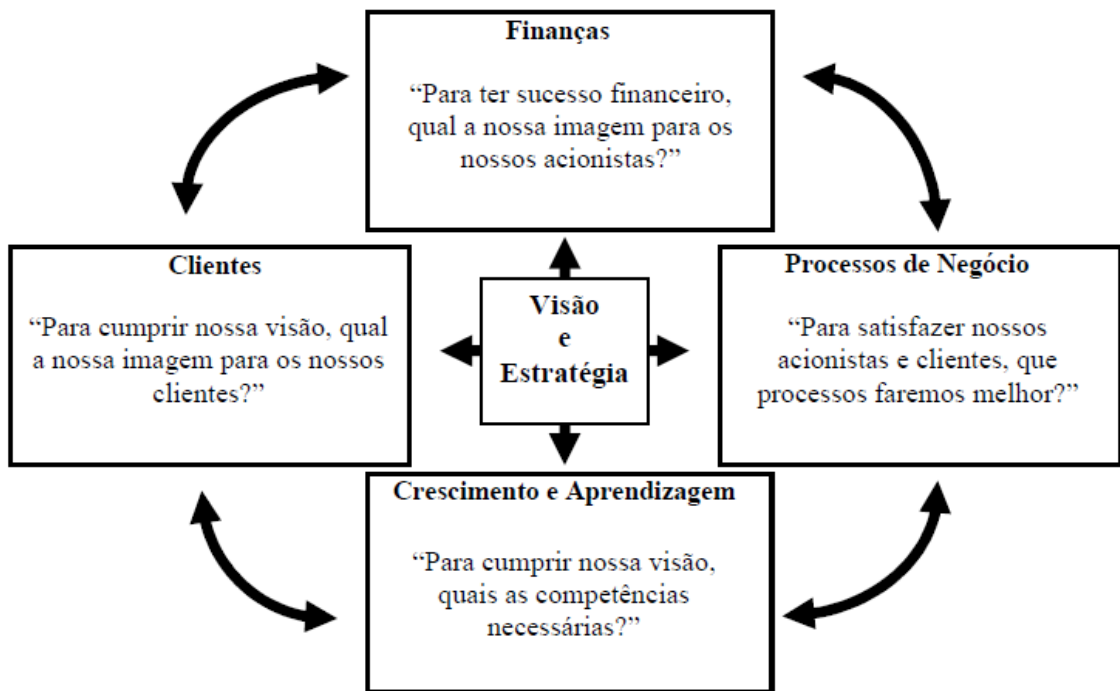 Finanças
“Para ter sucesso financeiro,
qual a nossa imagem para os
nossos acionistas?”
Clientes
“Para cumprir nossa visão, qual
a nossa imagem para os nossos
clientes?”
Visão
e
Estratégia
Processos de Negócio
“Para satisfazer nossos
acionistas e clientes, que
processos faremos melhor?”
Crescimento e Aprendizagem
“Para cumprir nossa visão,
quais as competências
necessárias?”